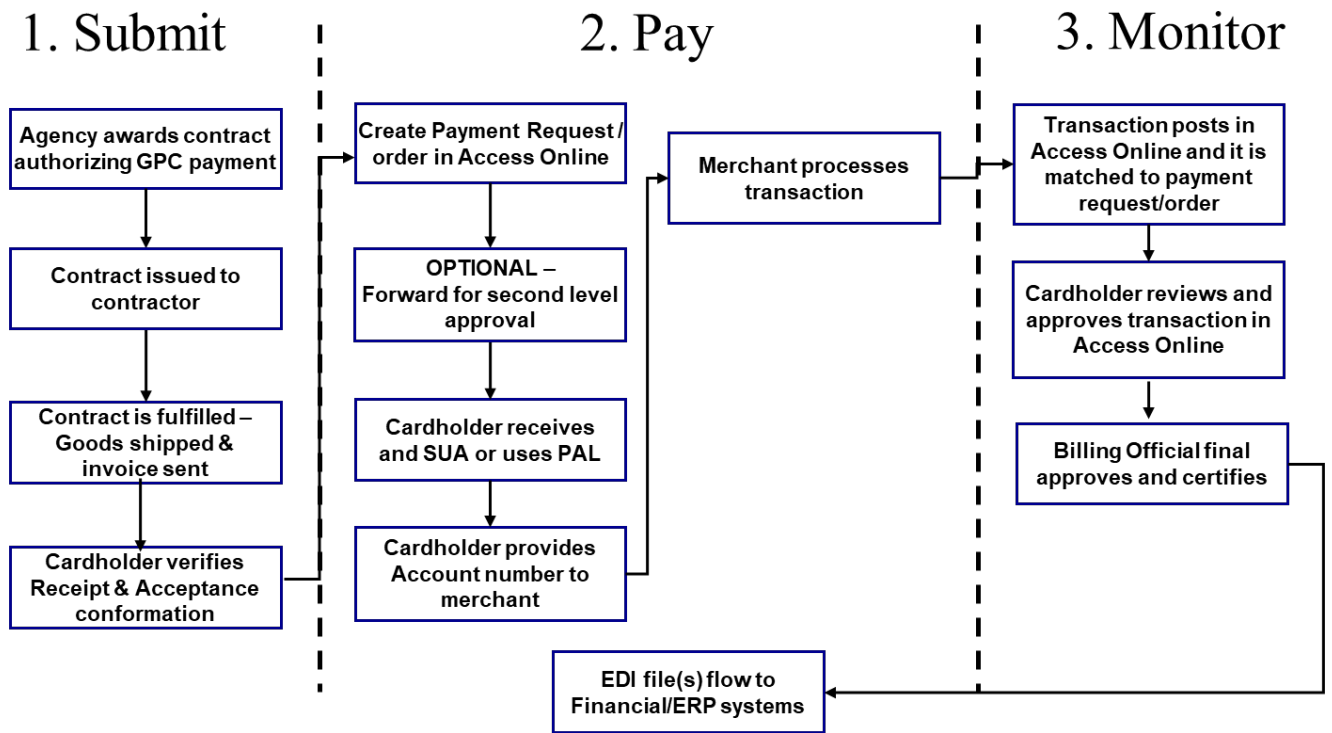 1. Submit
2. Pay
3. Monitor
Agency awards contract
authorizing GPC payment
Contract issued to
contractor
Contract is fulfilled –
Goods shipped &
invoice sent
Cardholder verifies
Receipt & Acceptance
conformation
Create Payment Request /
order in Access Online
OPTIONAL –
Forward for second level
approval
Cardholder receives
and SUA or uses PAL
Cardholder provides
Account number to
merchant
Merchant processes
transaction
Transaction posts in
Access Online and it is
matched to payment
request/order
Cardholder reviews and
approves transaction in
Access Online
Billing Official final
approves and certifies
EDI file(s) flow to
Financial/ERP systems